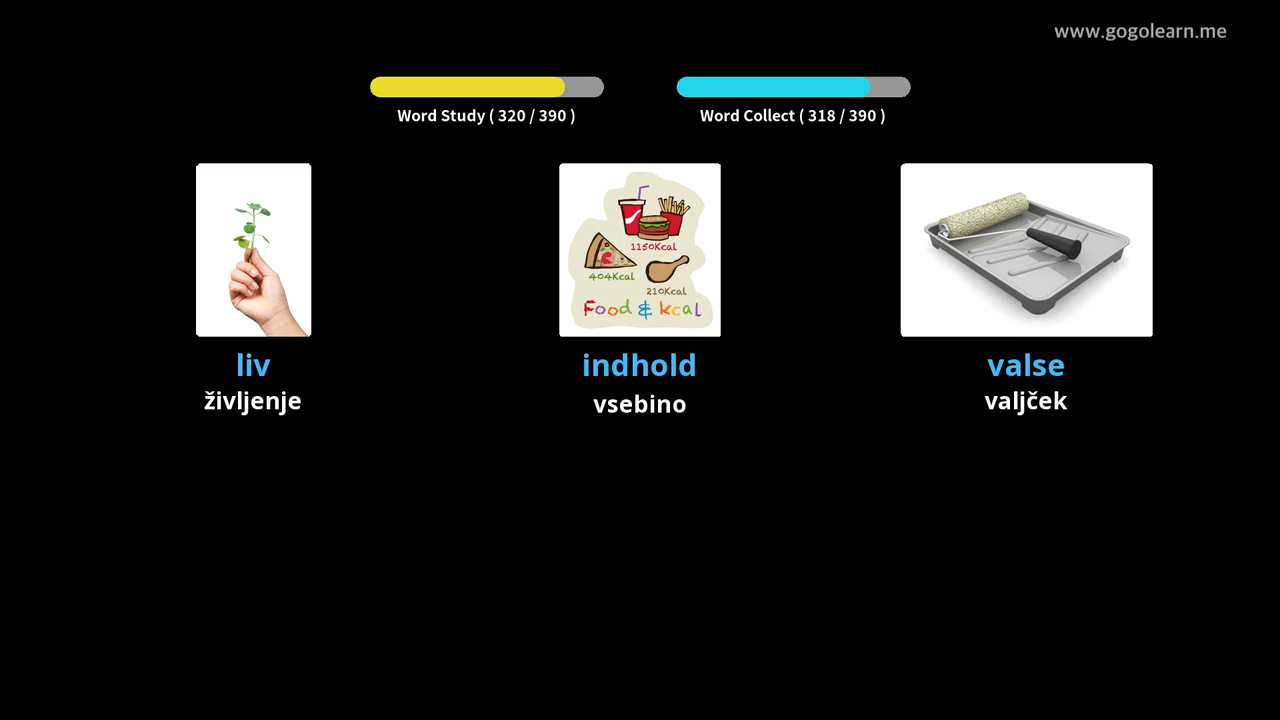 www.gogolearn.me
Word Study ( 320 / 390 )
Word Collect ( 318 / 390 )
1150Kcal
404Kcal
210Kcal
Food & kcal
liv
indhold
valse
življenje
vsebino
valjček